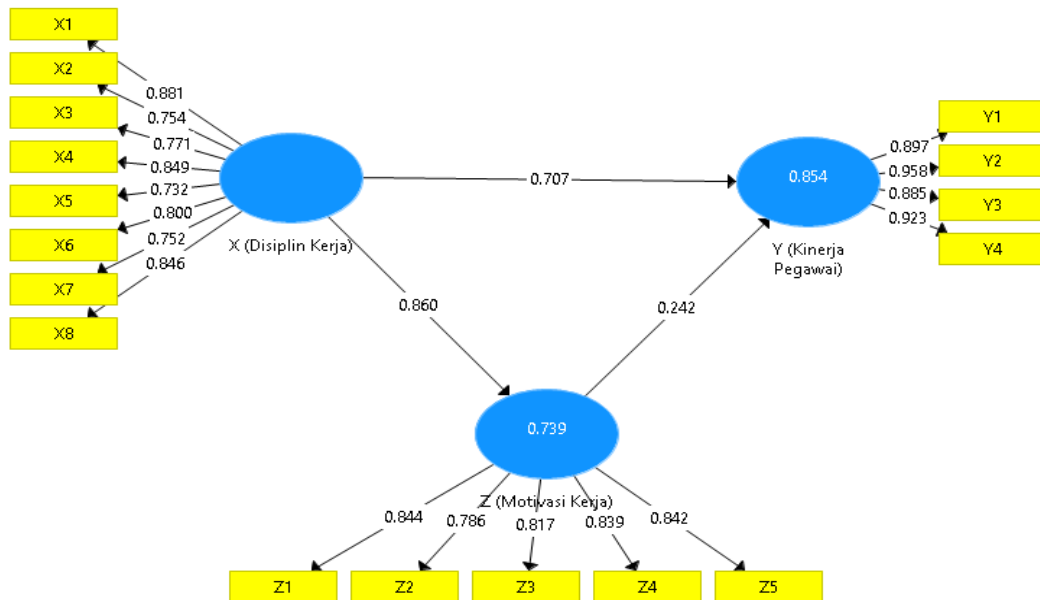 X1
X2
X3
X4
X5
X6
X7
X8
0.881
0.754
0.771
0.849
0.732
0.800
0.752
0.846
X (Disiplin Kerja)
0.707
0.860
0.242
0.854
Y (Kinerja
Pegawai)
0.897
0.958
0.885
0.923
Y1
Y2
Y3
Y4
0.739
Z (Motivasi Kerja)
0.844
0.786
0.817
0.839
0.842
Z1
Z2
Z3
Z4
Z5